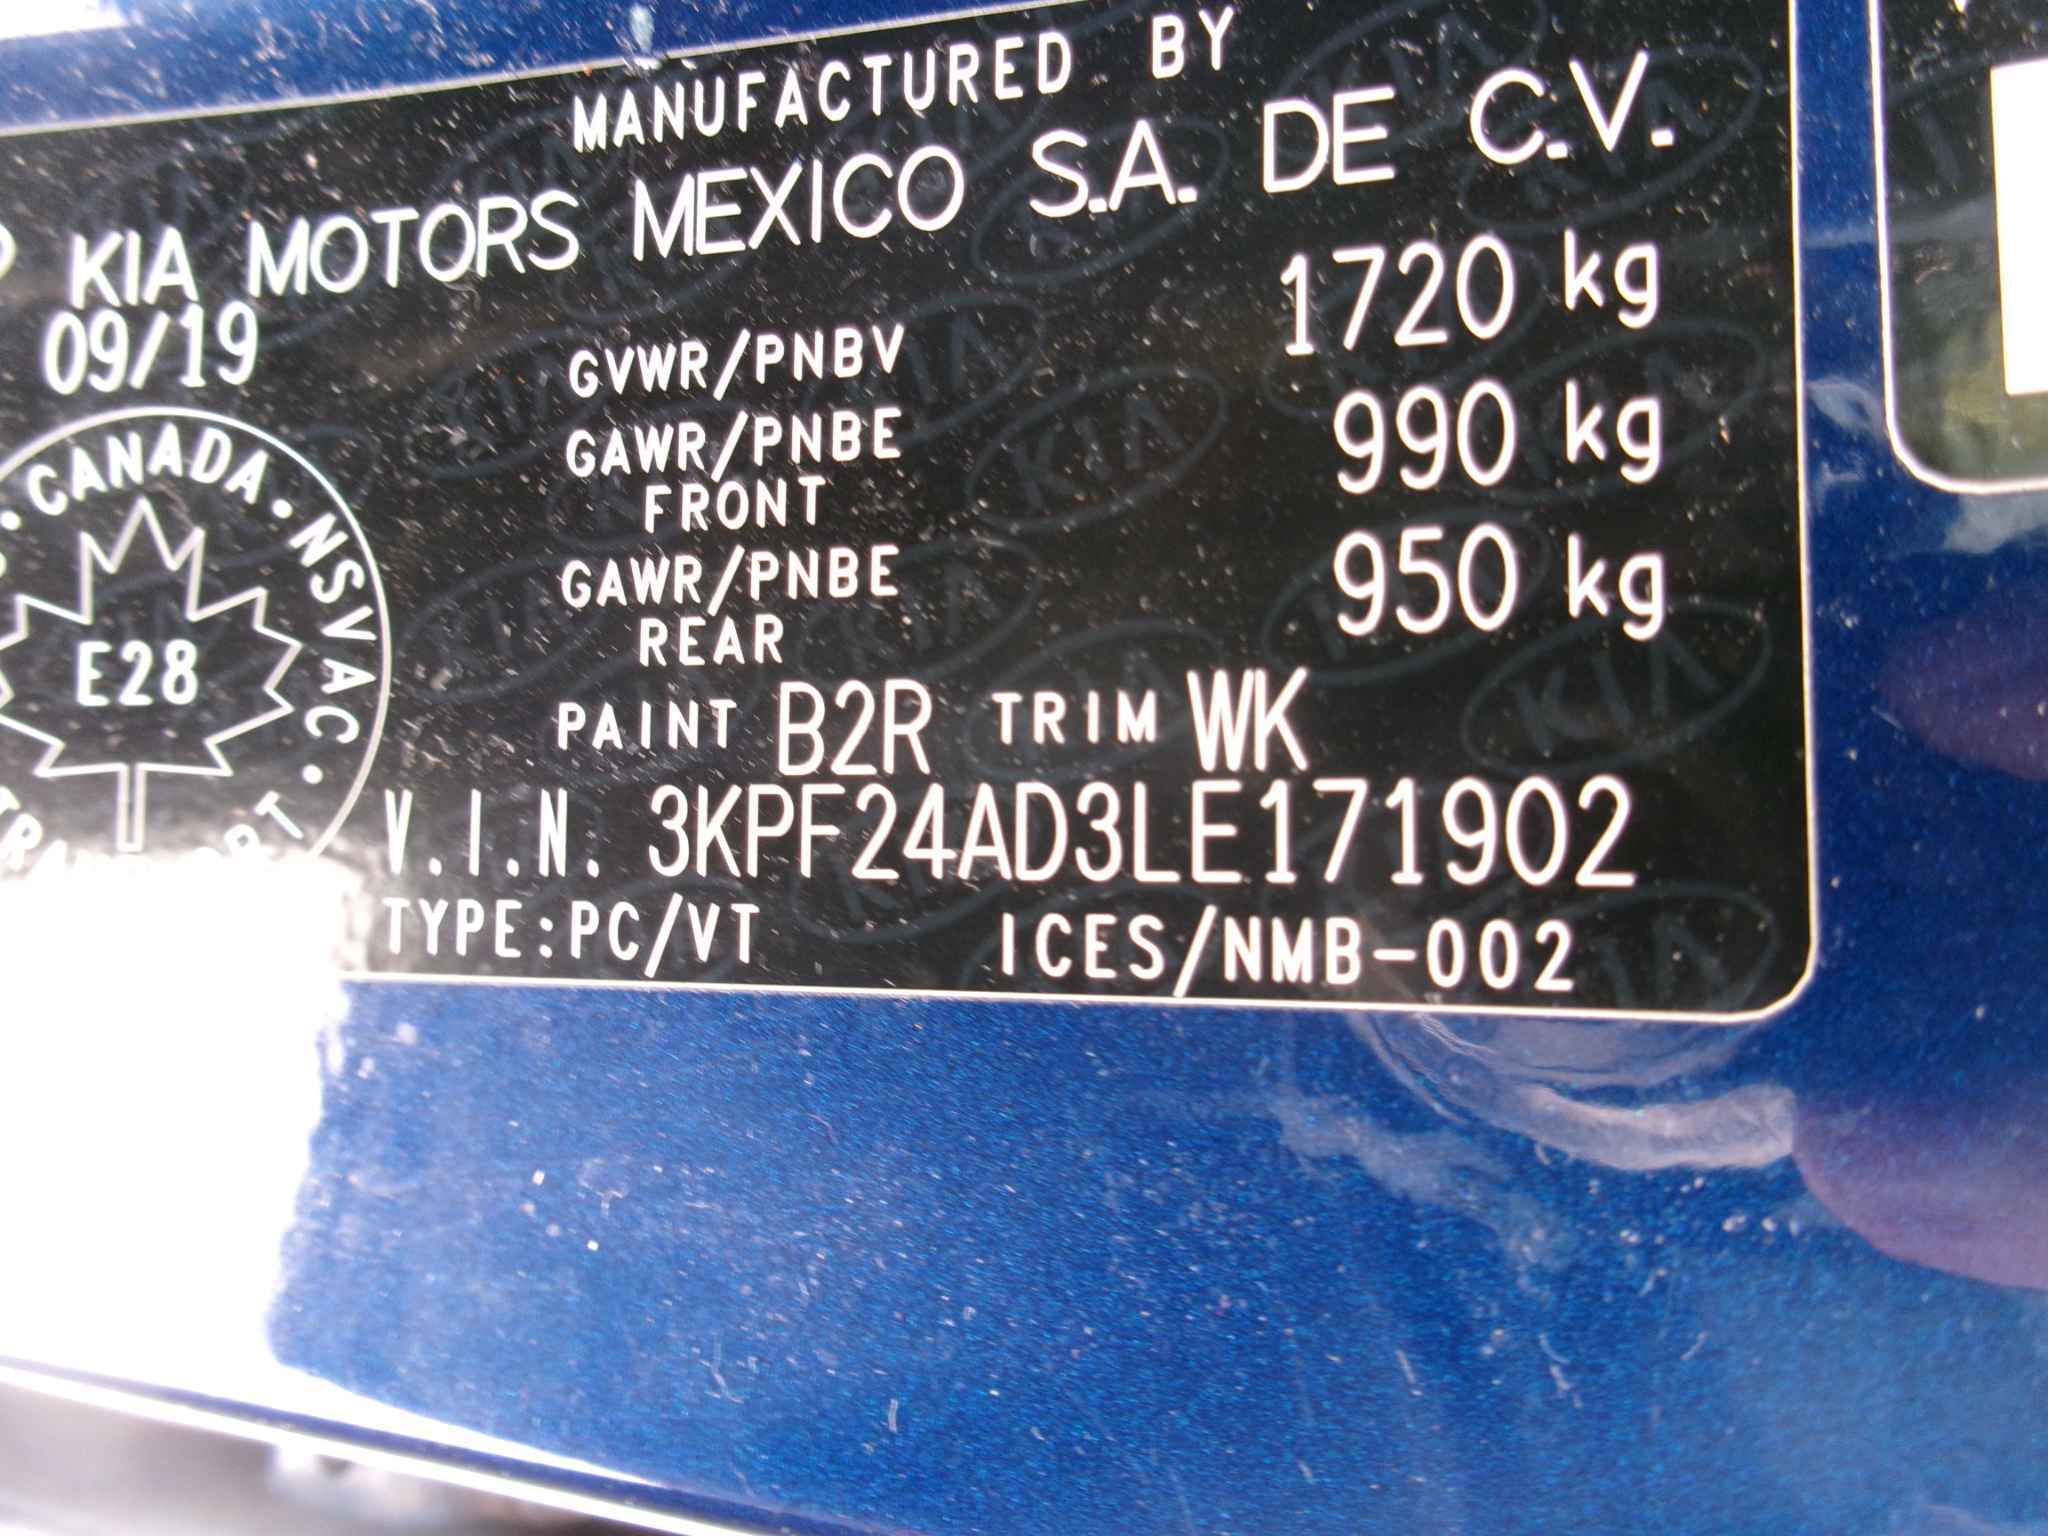 MANUFACTURED BY
KIA MOTORS MEXICO S.A. DE C.V.
09/19
GVWR/PNBV 1720 kg
GAWR/PNBE FRONT 990 kg
GAWR/PNBE REAR 950 kg
CANADA · NSVAC · 
E28
PAINT B2R TRIM WK
V.I.N. 3KPF24AD3LE171902
TYPE:PC/VT ICES/NMB-002